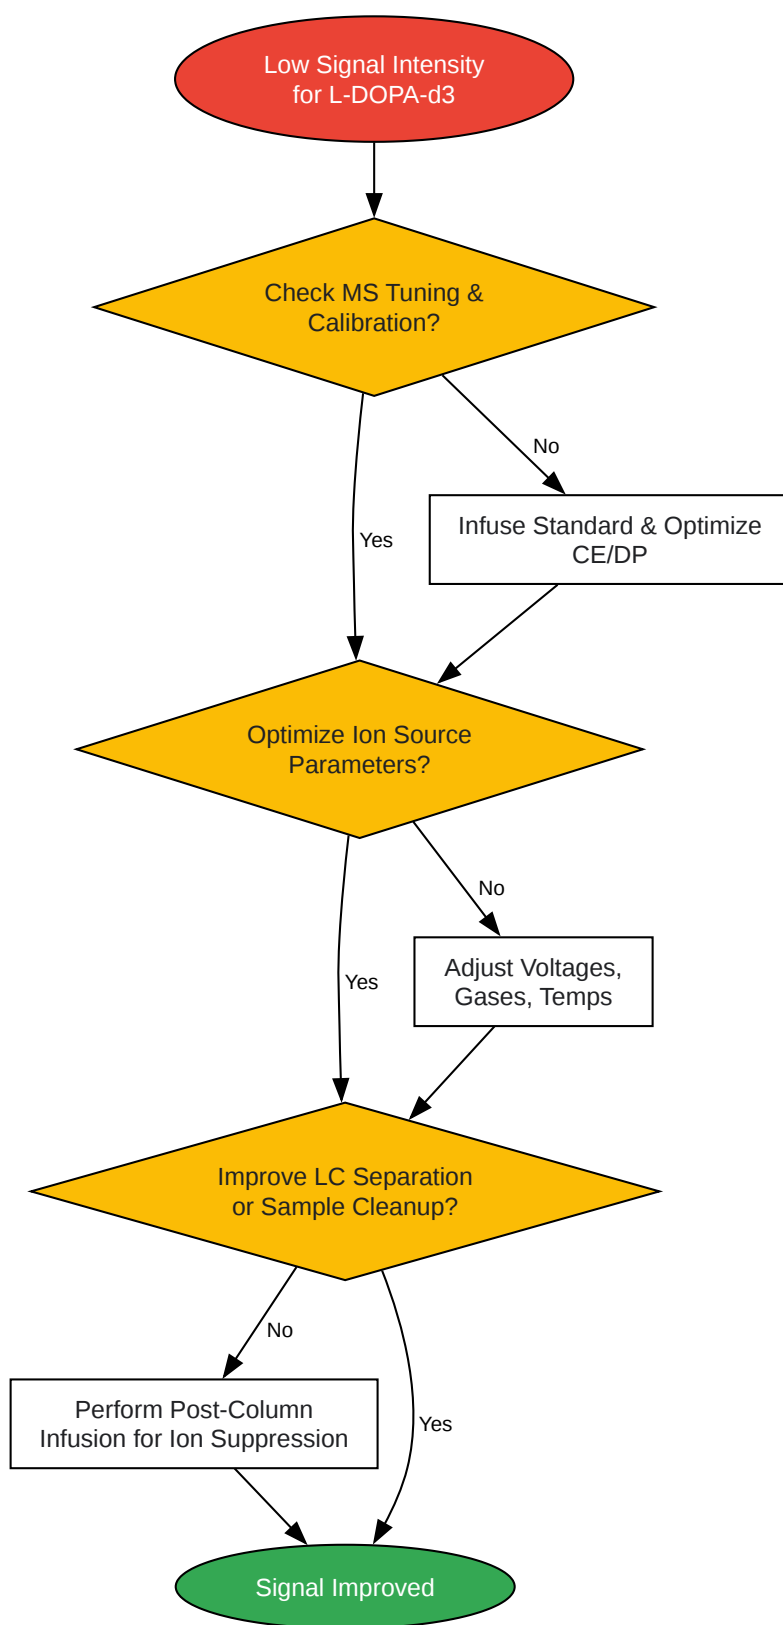 Low Signal Intensity
for L-DOPA-d3
Check MS Tuning &
Calibration?
No
Infuse Standard & Optimize
CE/DP
Yes
Optimize Ion Source
Parameters?
No
Adjust Voltages,
Gases, Temps
Yes
Improve LC Separation
or Sample Cleanup?
No
Perform Post-Column
Infusion for Ion Suppression
Yes
Signal Improved